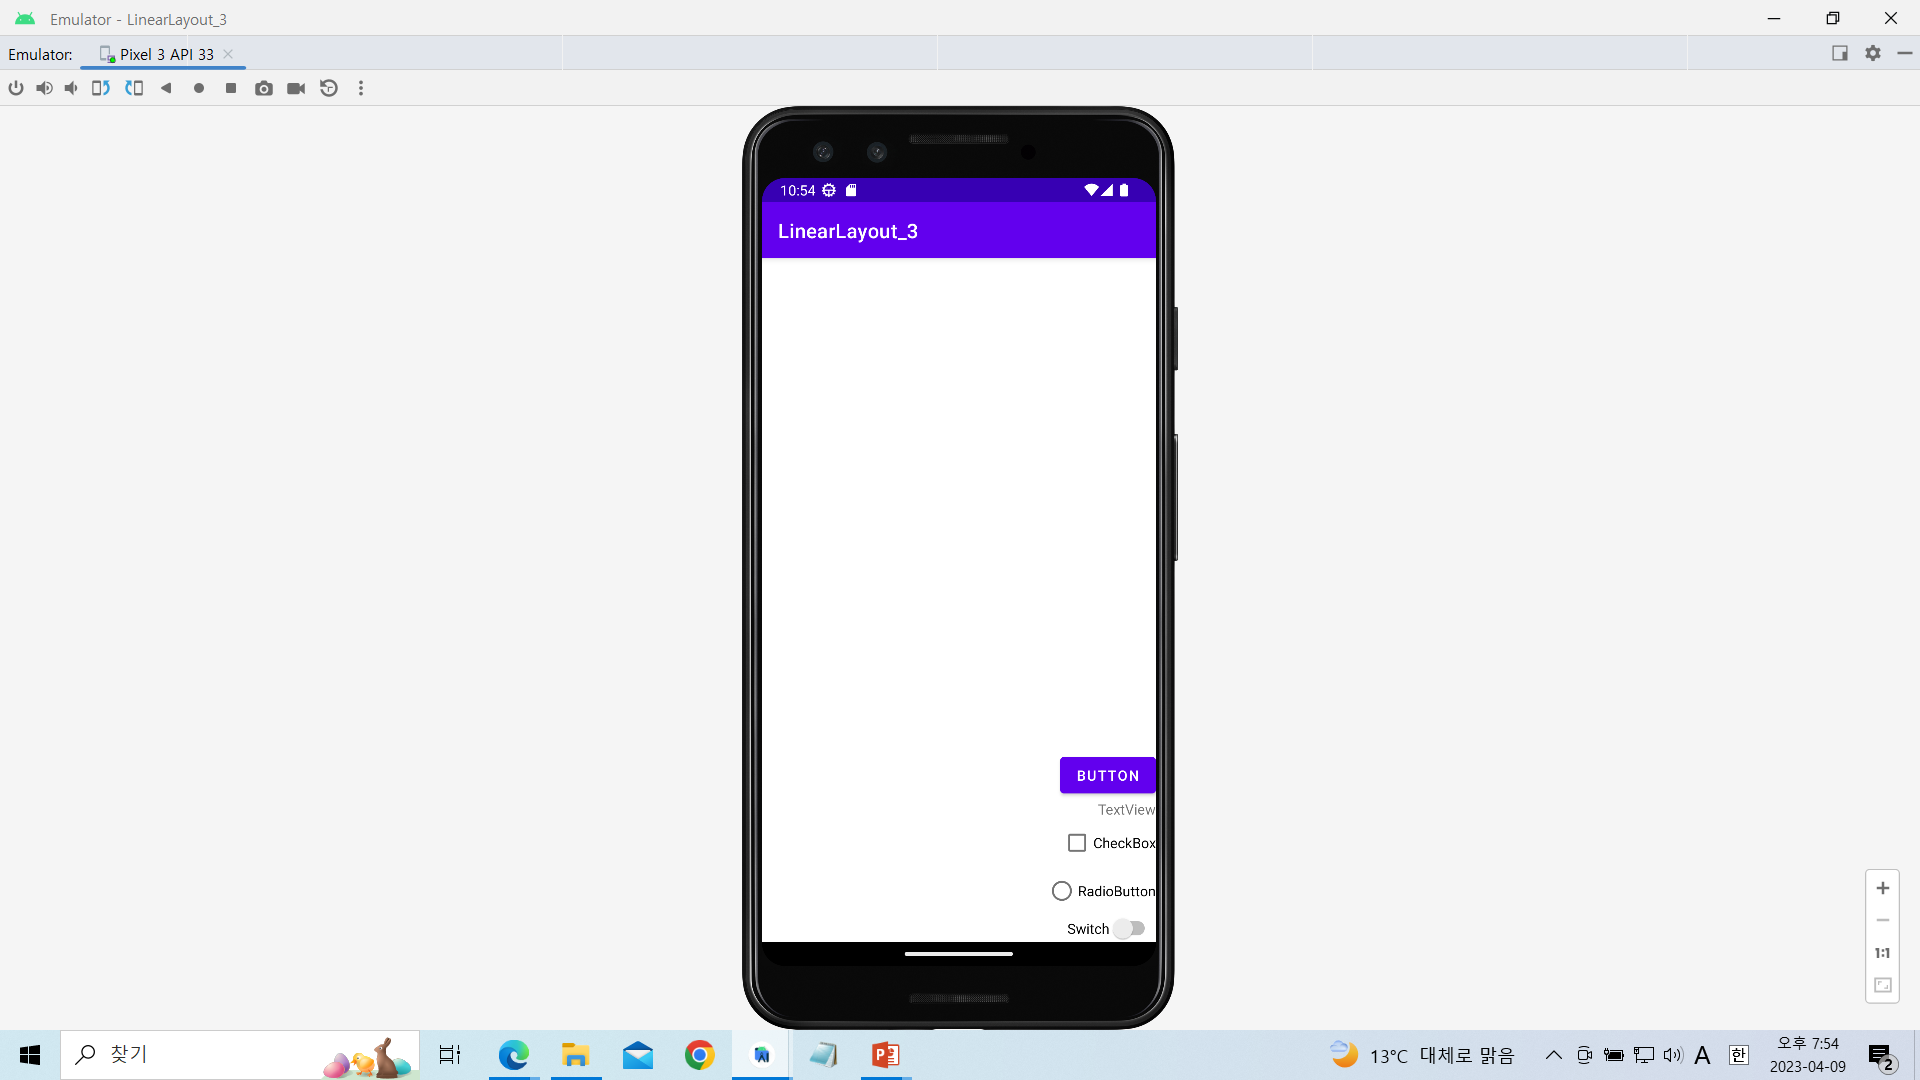 Emulator - LinearLayout_3
Emulator:
Pixel 3 API 33
10:54
LinearLayout_3
BUTTON
TextView
CheckBox
RadioButton
Switch
1:1
찾기
13°C 대체로 맑음
A
한
오후 7:54
2023-04-09
2